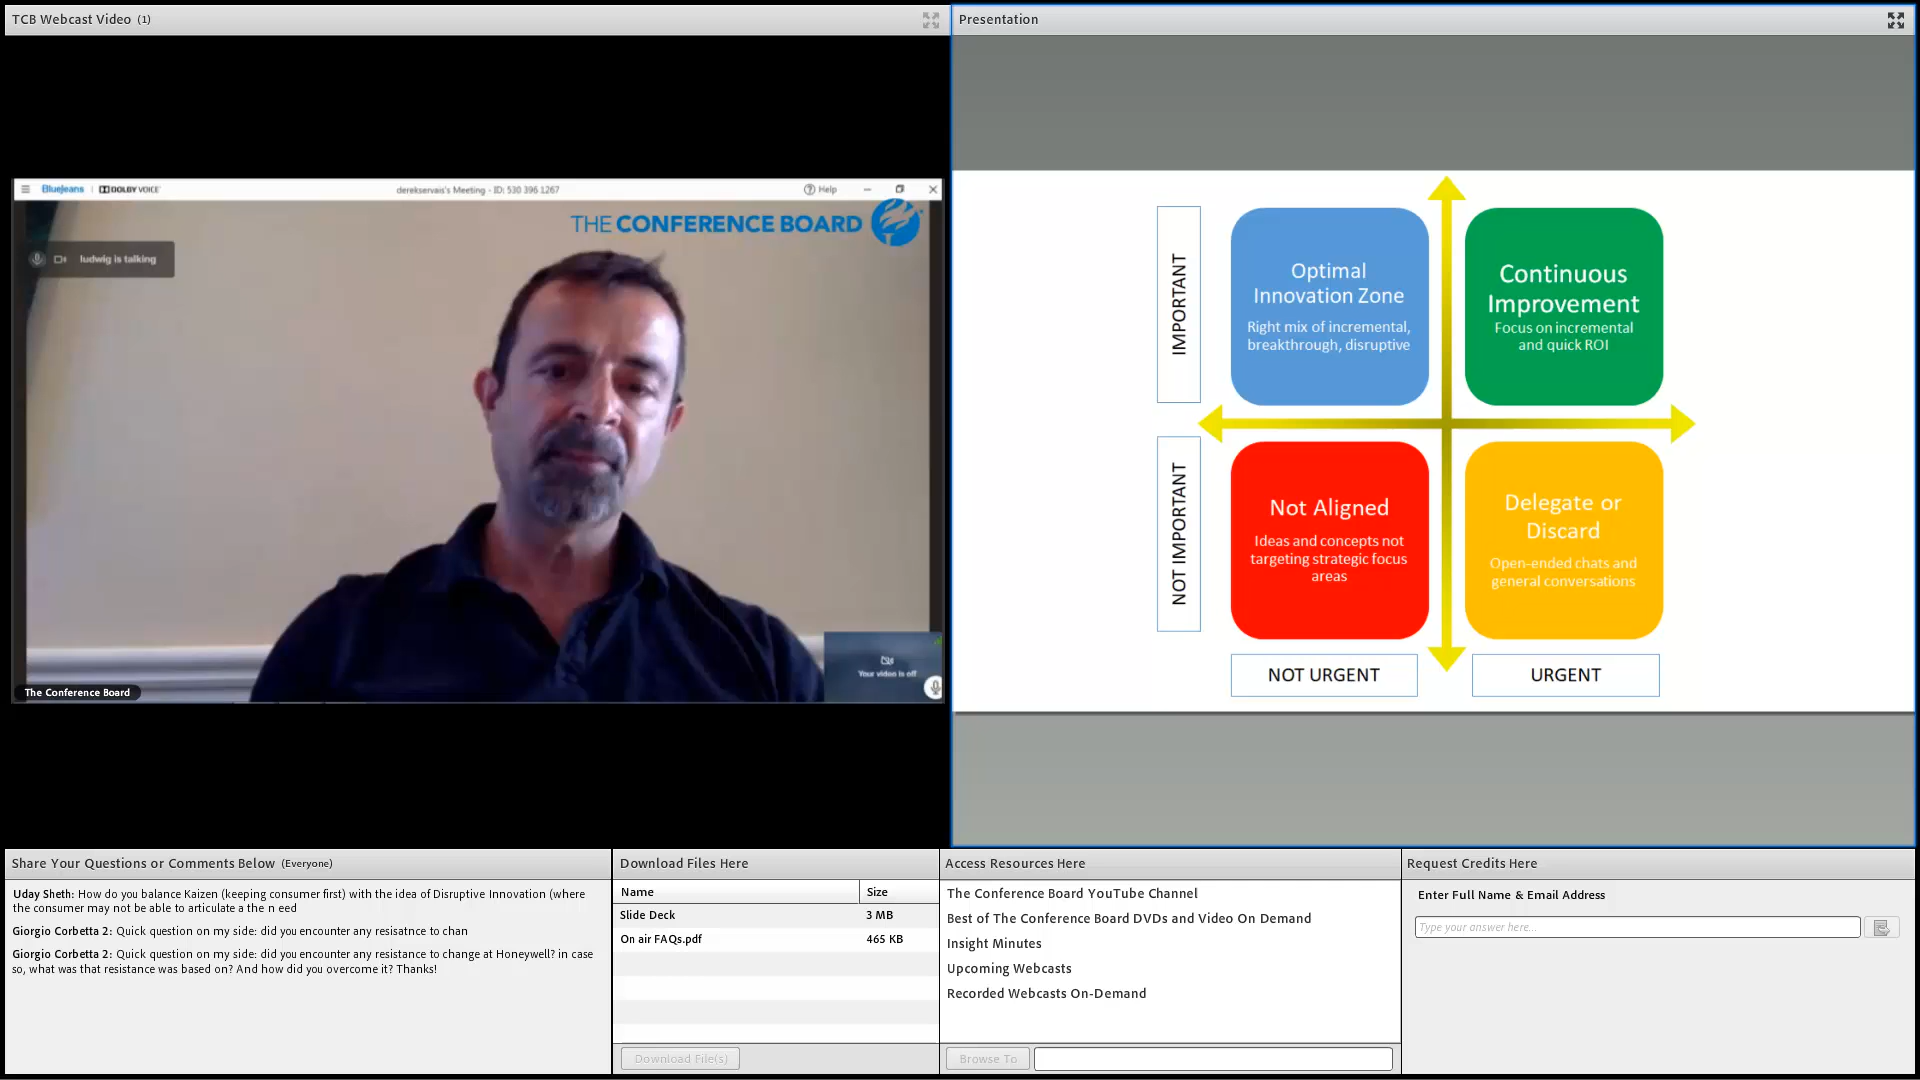 TCB Webcast Video (1)
Presentation
BlueJeans | DOLBY VOICE
derekservais's Meeting - ID: 530 396 1267
Help
THE CONFERENCE BOARD
ludwig is talking
Your video is off
The Conference Board
IMPORTANT
Optimal
Innovation Zone
Right mix of incremental,
breakthrough, disruptive
Continuous
Improvement
Focus on incremental
and quick ROI
NOT IMPORTANT
Not Aligned
Ideas and concepts not
targeting strategic focus
areas
Delegate or
Discard
Open-ended chats and
general conversations
NOT URGENT
URGENT
Share Your Questions or Comments Below (Everyone)
Uday Sheth: How do you balance Kaizen (keeping consumer first) with the idea of Disruptive Innovation (where
the consumer may not be able to articulate a the n eed
Giorgio Corbetta 2: Quick question on my side: did you encounter any resisatnce to chan
Giorgio Corbetta 2: Quick question on my side: did you encounter any resistance to change at Honeywell? in case
so, what was that resistance was based on? And how did you overcome it? Thanks!
Download Files Here
Name Size
Slide Deck 3 MB
On air FAQs.pdf 465 KB
Download File(s)
Access Resources Here
The Conference Board YouTube Channel
Best of The Conference Board DVDs and Video On Demand
Insight Minutes
Upcoming Webcasts
Recorded Webcasts On-Demand
Browse To
Request Credits Here
Enter Full Name & Email Address
Type your answer here...